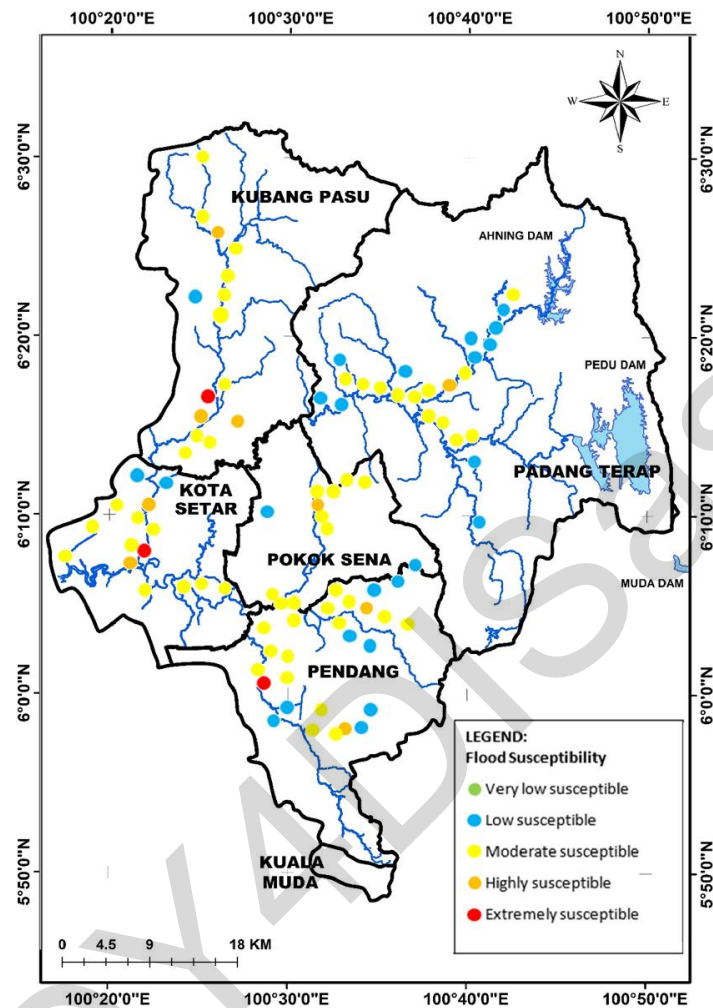 100°20'0"E 100°30'0"E 100°40'0"E 100°50'0"E
N
W E
S
6°30'0"N 6°30'0"N
KUBANG PASU
AHNING DAM
6°20'0"N 6°20'0"N
PEDU DAM
PADANG TERAP
KOTA
SETAR
6°10'0"N 6°10'0"N
POKOK SENA
MUDA DAM
PENDANG
6°0'0"N 6°0'0"N
LEGEND:
Flood Susceptibility
Very low susceptible
Low susceptible
Moderate susceptible
Highly susceptible
Extremely susceptible
KUALA
MUDA
5°50'0"N 5°50'0"N
0 4.5 9 18 KM
100°20'0"E 100°30'0"E 100°40'0"E 100°50'0"E